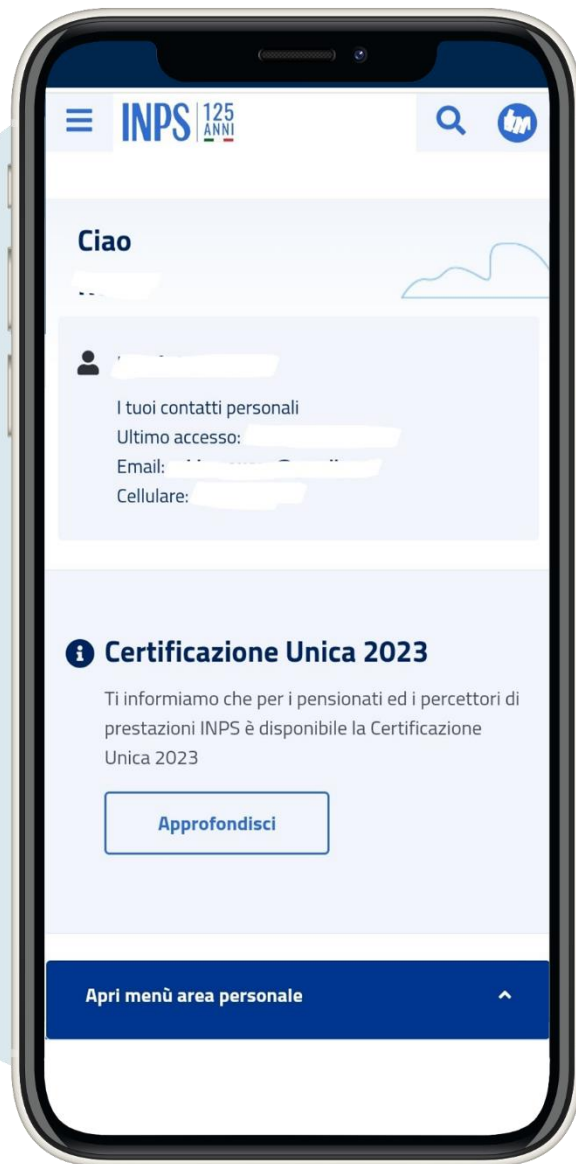 INPS 125
ANNI
Ciao
I tuoi contatti personali
Ultimo accesso:
Email:
Cellulare:
Certificazione Unica 2023
Ti informiamo che per i pensionati ed i percettori di
prestazioni INPS è disponibile la Certificazione
Unica 2023
Approfondisci
Apri menù area personale